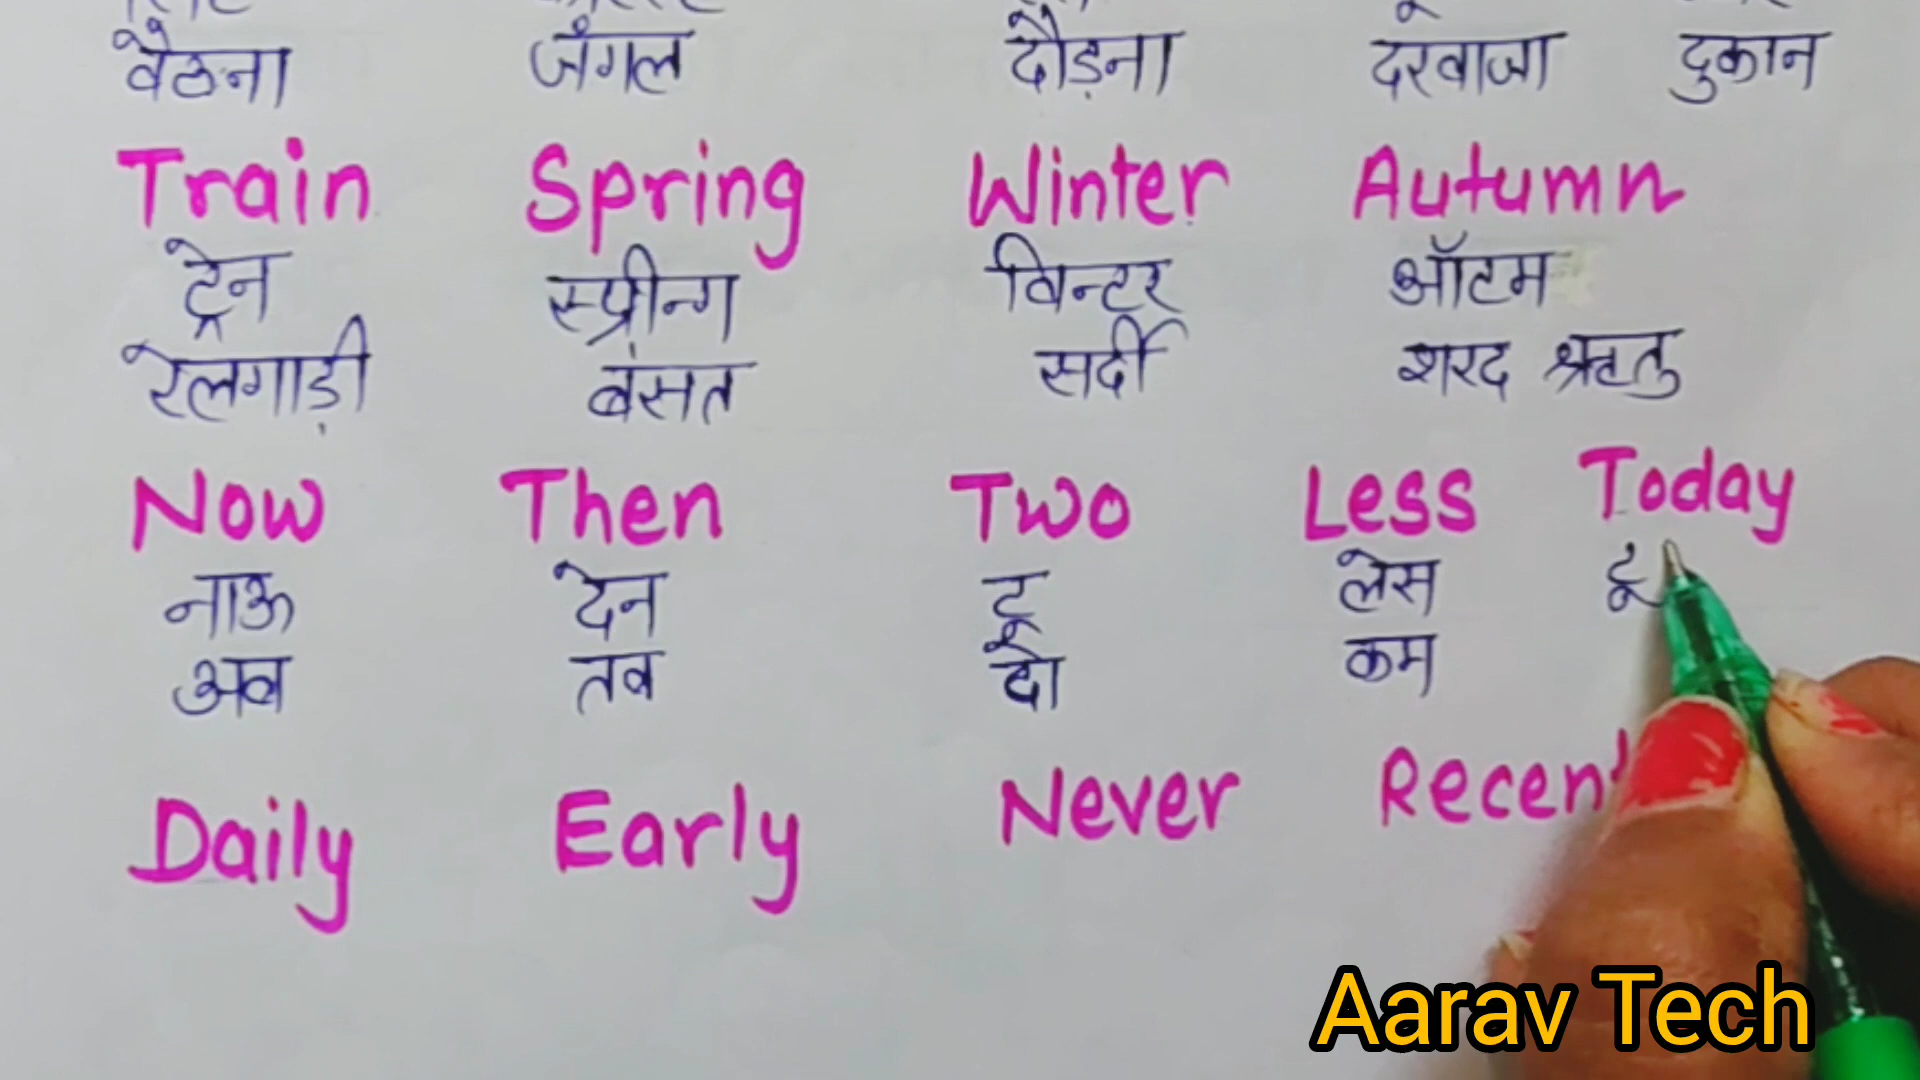 बैठना जंगल दौड़ना दरवाजा दुकान
Train Spring Winter Autumn
ट्रेन स्प्रीन्ग विन्टर ऑटम
रेलगाड़ी बंसत सर्दी शरद ऋतु
Now Then Two Less Today
नाऊ देन टू लेस टू
अब तब दो कम
Daily Early Never Recent
Aarav Tech